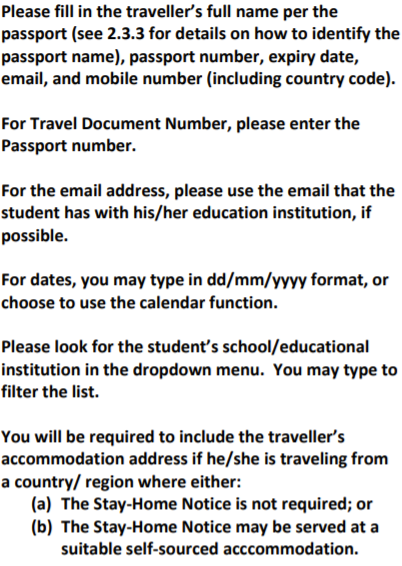 Please fill in the traveller's full name per the
passport (see 2.3.3 for details on how to identify the
passport name), passport number, expiry date,
email, and mobile number (including country code).
For Travel Document Number, please enter the
Passport number.
For the email address, please use the email that the
student has with his/her education institution, if
possible.
For dates, you may type in dd/mm/yyyy format, or
choose to use the calendar function.
Please look for the student's school/educational
institution in the dropdown menu.  You may type to
filter the list.
You will be required to include the traveller's
accommodation address if he/she is traveling from
a country/ region where either:
(a) The Stay-Home Notice is not required; or
(b) The Stay-Home Notice may be served at a
suitable self-sourced acccommodation.